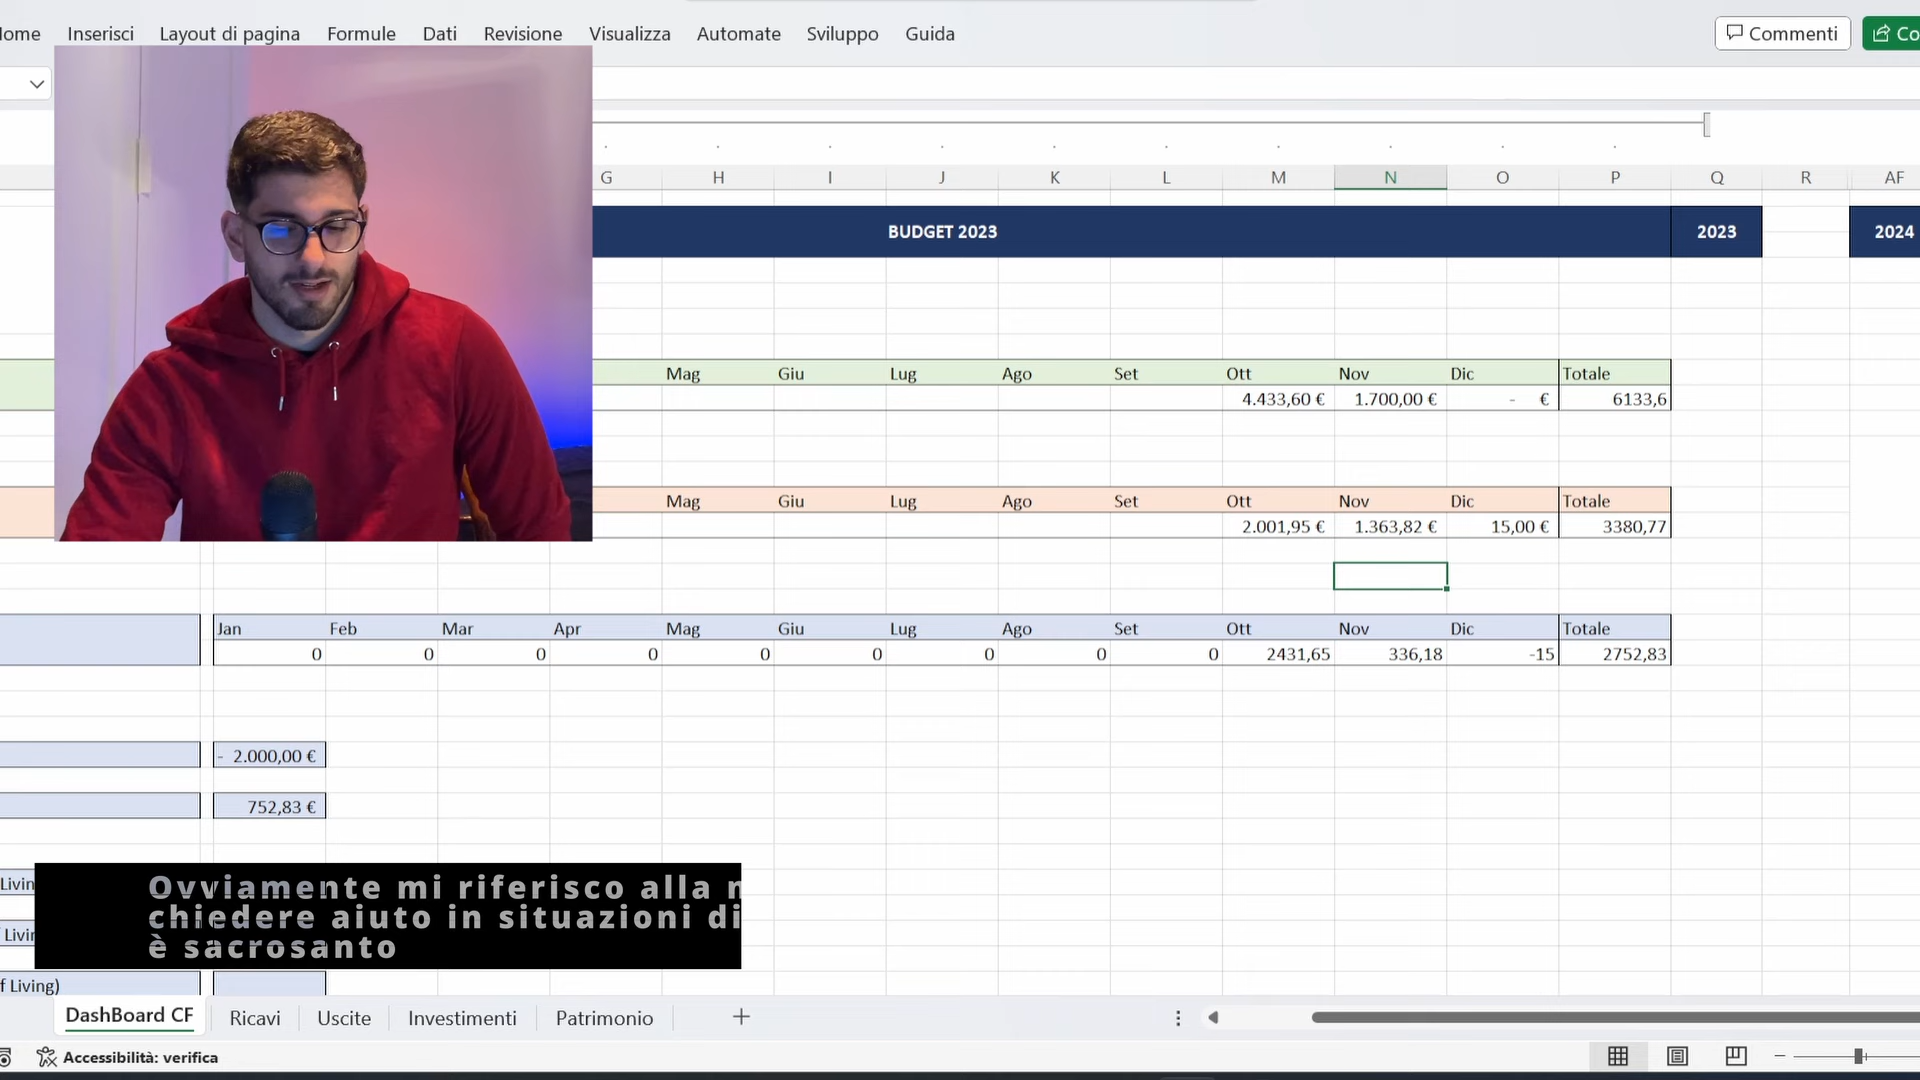 Inserisci Layout di pagina Formule Dati Revisione Visualizza Automate Sviluppo Guida Commenti
G H I J K L M N O P Q R AF
BUDGET 2023 2023 2024
Mag Giu Lug Ago Set Ott Nov Dic Totale
4.433,60 € 1.700,00 € - € 6133,6
Mag Giu Lug Ago Set Ott Nov Dic Totale
2.001,95 € 1.363,82 € 15,00 € 3380,77
Jan Feb Mar Apr Mag Giu Lug Ago Set Ott Nov Dic Totale
0 0 0 0 0 0 0 0 0 2431,65 336,18 -15 2752,83
- 2.000,00 €
752,83 €
Ovviamente mi riferisco alla
chiedere aiuto in situazioni di
è sacrosanto
f Living)
DashBoard CF Ricavi Uscite Investimenti Patrimonio
Accessibilità: verifica